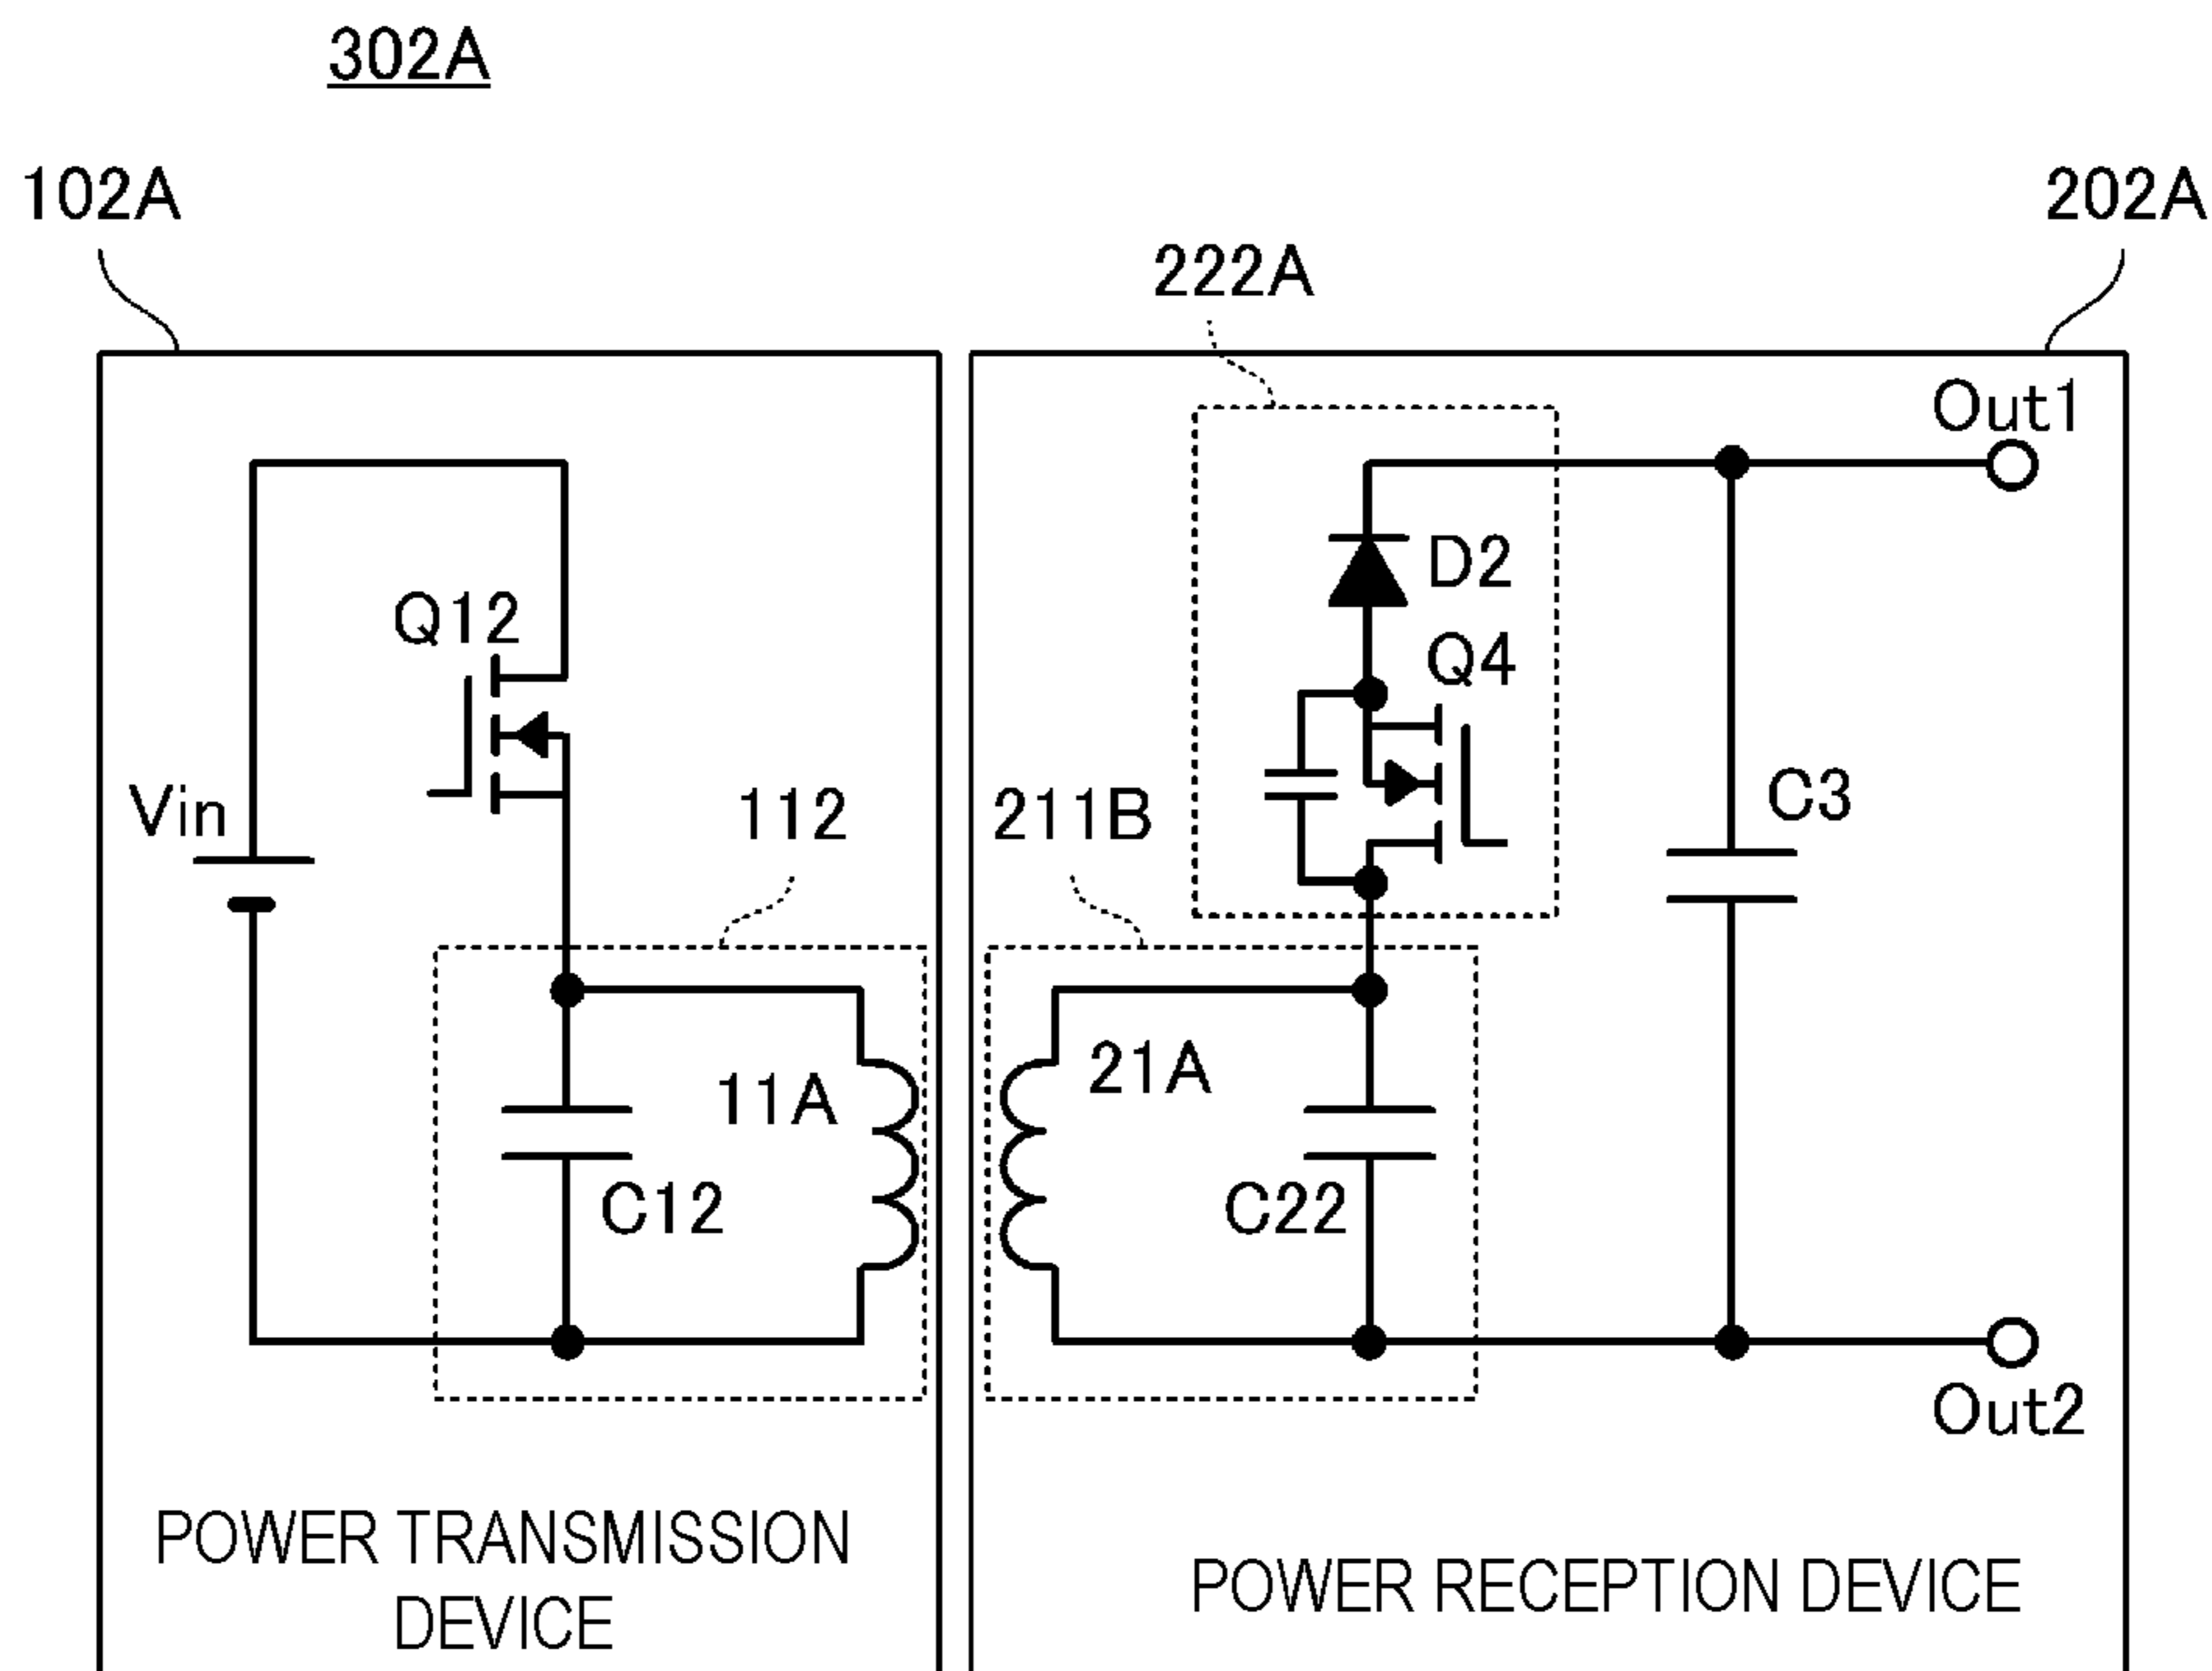 302A
102A
202A
222A
Out1
D2
Q12
Q4
Vin
112
211B
C3
11A
21A
C12
C22
Out2
POWER TRANSMISSION
DEVICE
POWER RECEPTION DEVICE